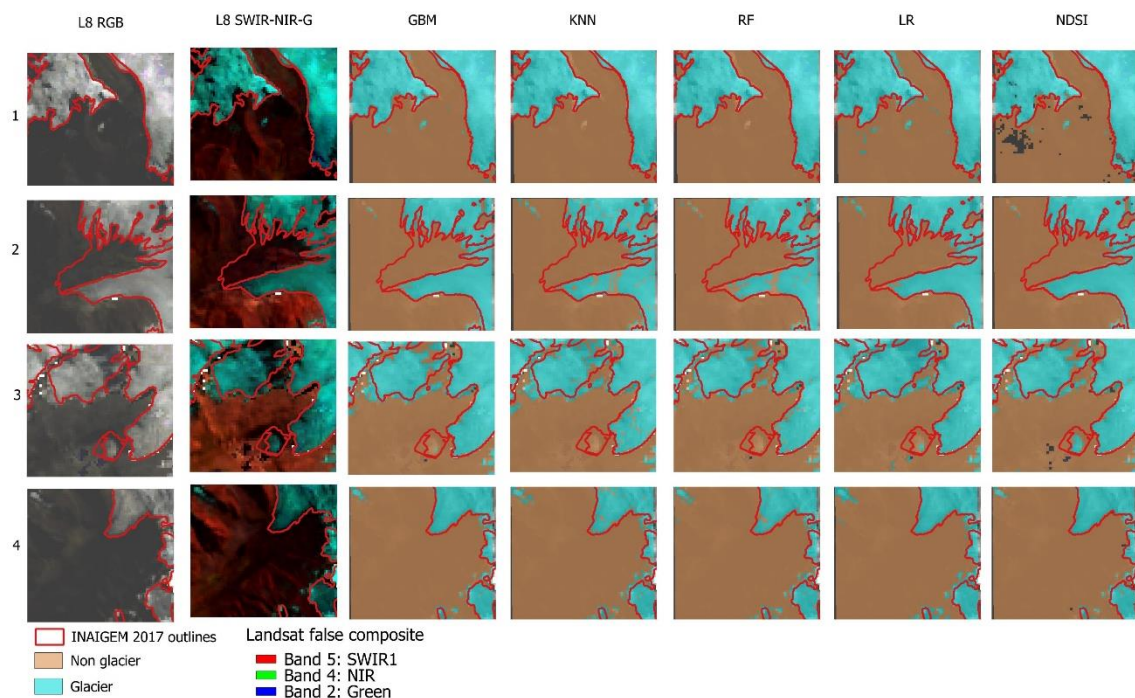 L8 RGB L8 SWIR-NIR-G GBM KNN RF LR NDSI
1
2
3
4
INAIGEM 2017 outlines
Non glacier
Glacier
Landsat false composite
Band 5: SWIR1
Band 4: NIR
Band 2: Green